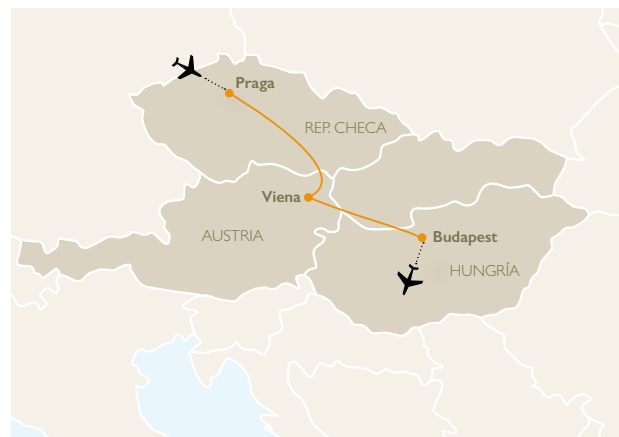 Praga
REP. CHECA
Viena
AUSTRIA
Budapest
HUNGRÍA